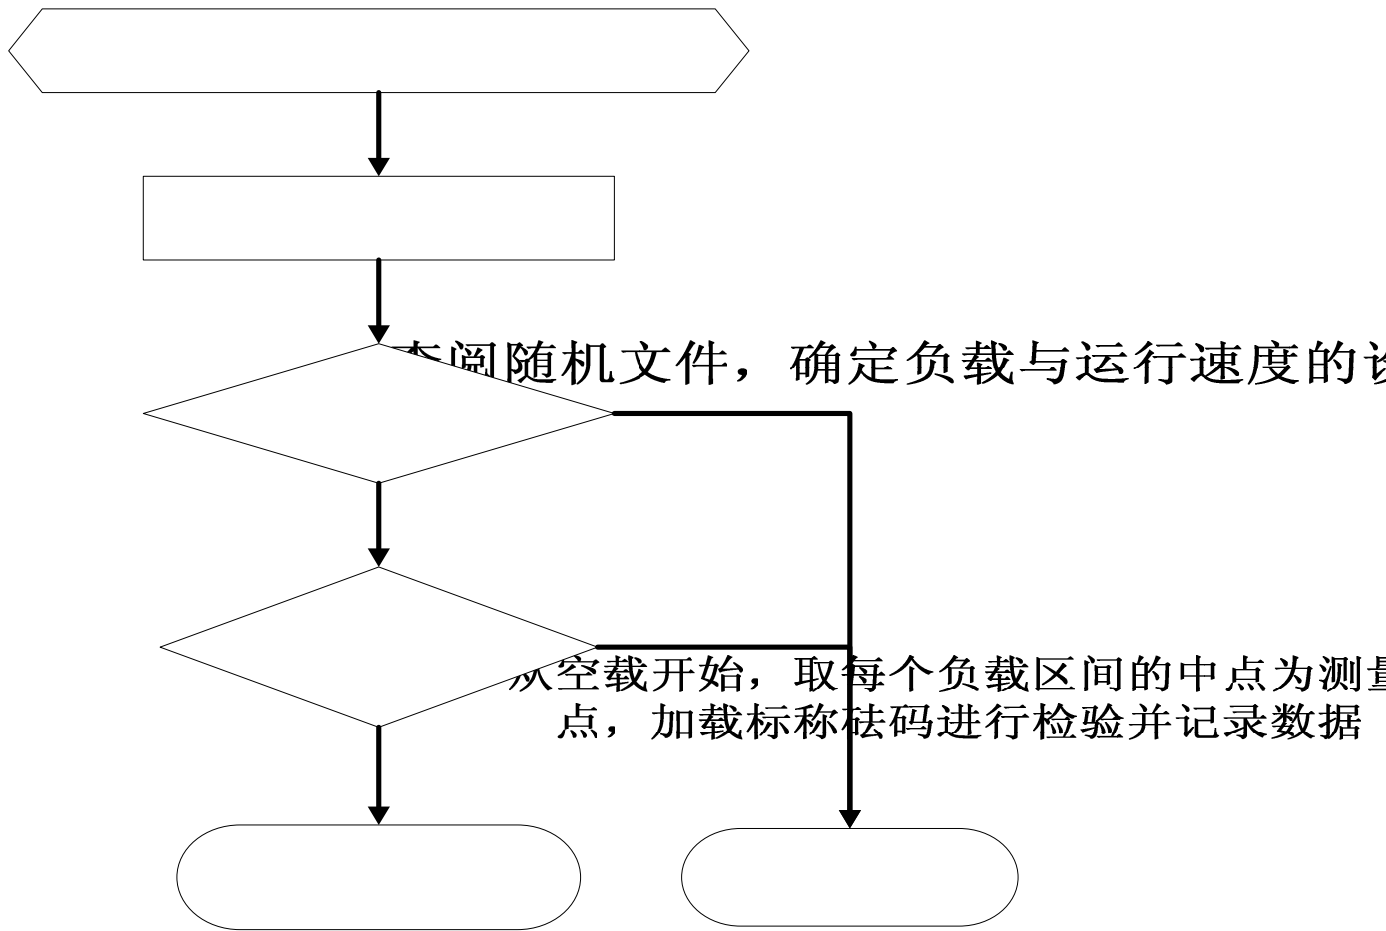 查阅随机文件，确定负载与运行速度的设
从空载开始，取每个负载区间的中点为测量
点，加载标称砝码进行检验并记录数据